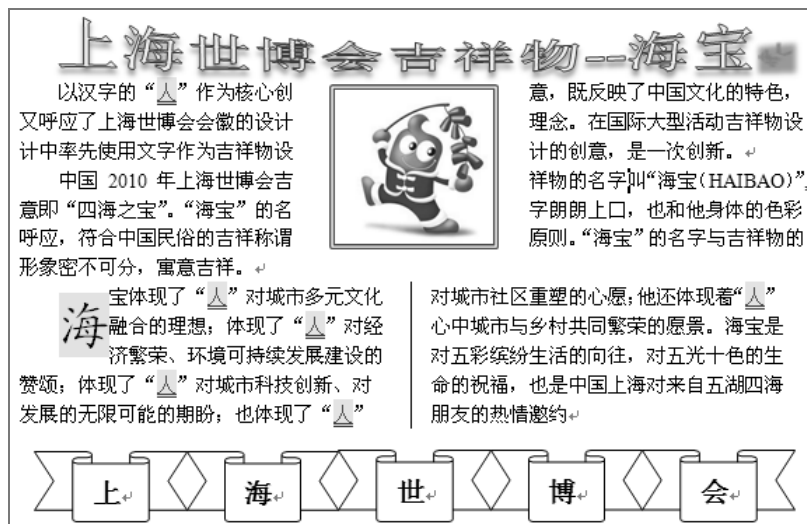 上海世博会吉祥物--海宝
以汉字的“人”作为核心创意，既反映了中国文化的特色，
又呼应了上海世博会会徽的设计理念。在国际大型活动吉祥物设
计中率先使用文字作为吉祥物设计的创意，是一次创新。
中国 2010 年上海世博会吉祥物的名字叫“海宝(HAIBAO)”,
意即“四海之宝”。“海宝”的名字朗朗上口，也和他身体的色彩
呼应，符合中国民俗的吉祥称谓原则。“海宝”的名字与吉祥物的
形象密不可分，寓意吉祥。
海宝体现了“人”对城市多元文化
融合的理想；体现了“人”对经
济繁荣、环境可持续发展建设的
赞颂；体现了“人”对城市科技创新、对
发展的无限可能的期盼；也体现了“人”
对城市社区重塑的心愿；他还体现着“人”
心中城市与乡村共同繁荣的愿景。海宝是
对五彩缤纷生活的向往，对五光十色的生
命的祝福，也是中国上海对来自五湖四海
朋友的热情邀约
上 海 世 博 会